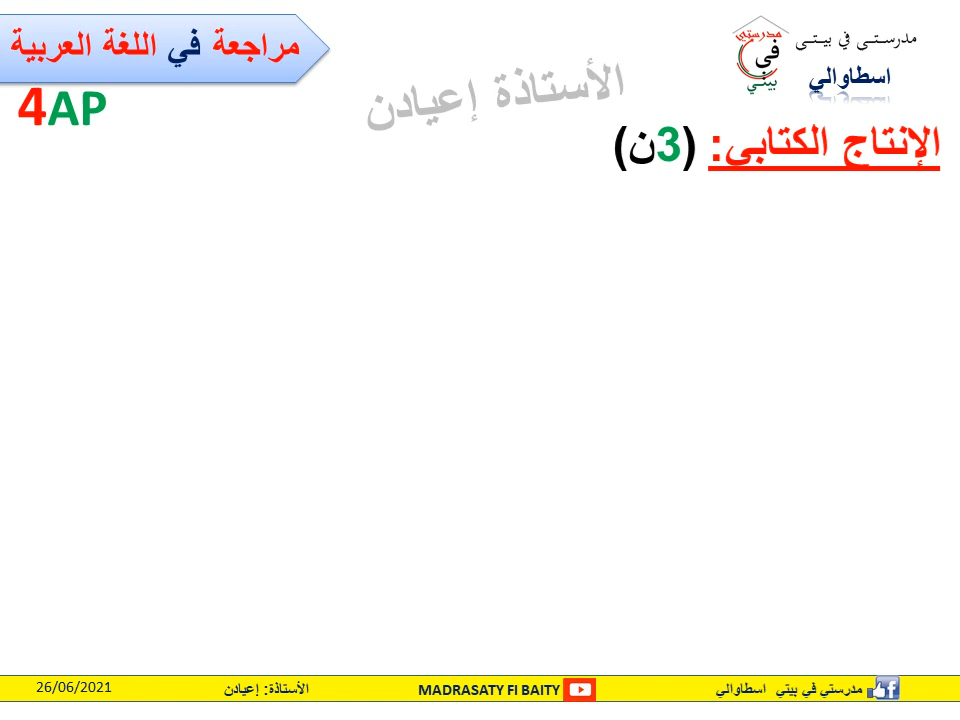 مراجعة في اللغة العربية
4AP
مدرستي
في
بيتي
مدرستي في بيتي
اسطاوالي
الأستاذة إعيادن
الإنتاج الكتابي: (3ن)
26/06/2021
الأستاذة: إعيادن
MADRASATY FI BAITY
مدرستي في بيتي اسطاوالي